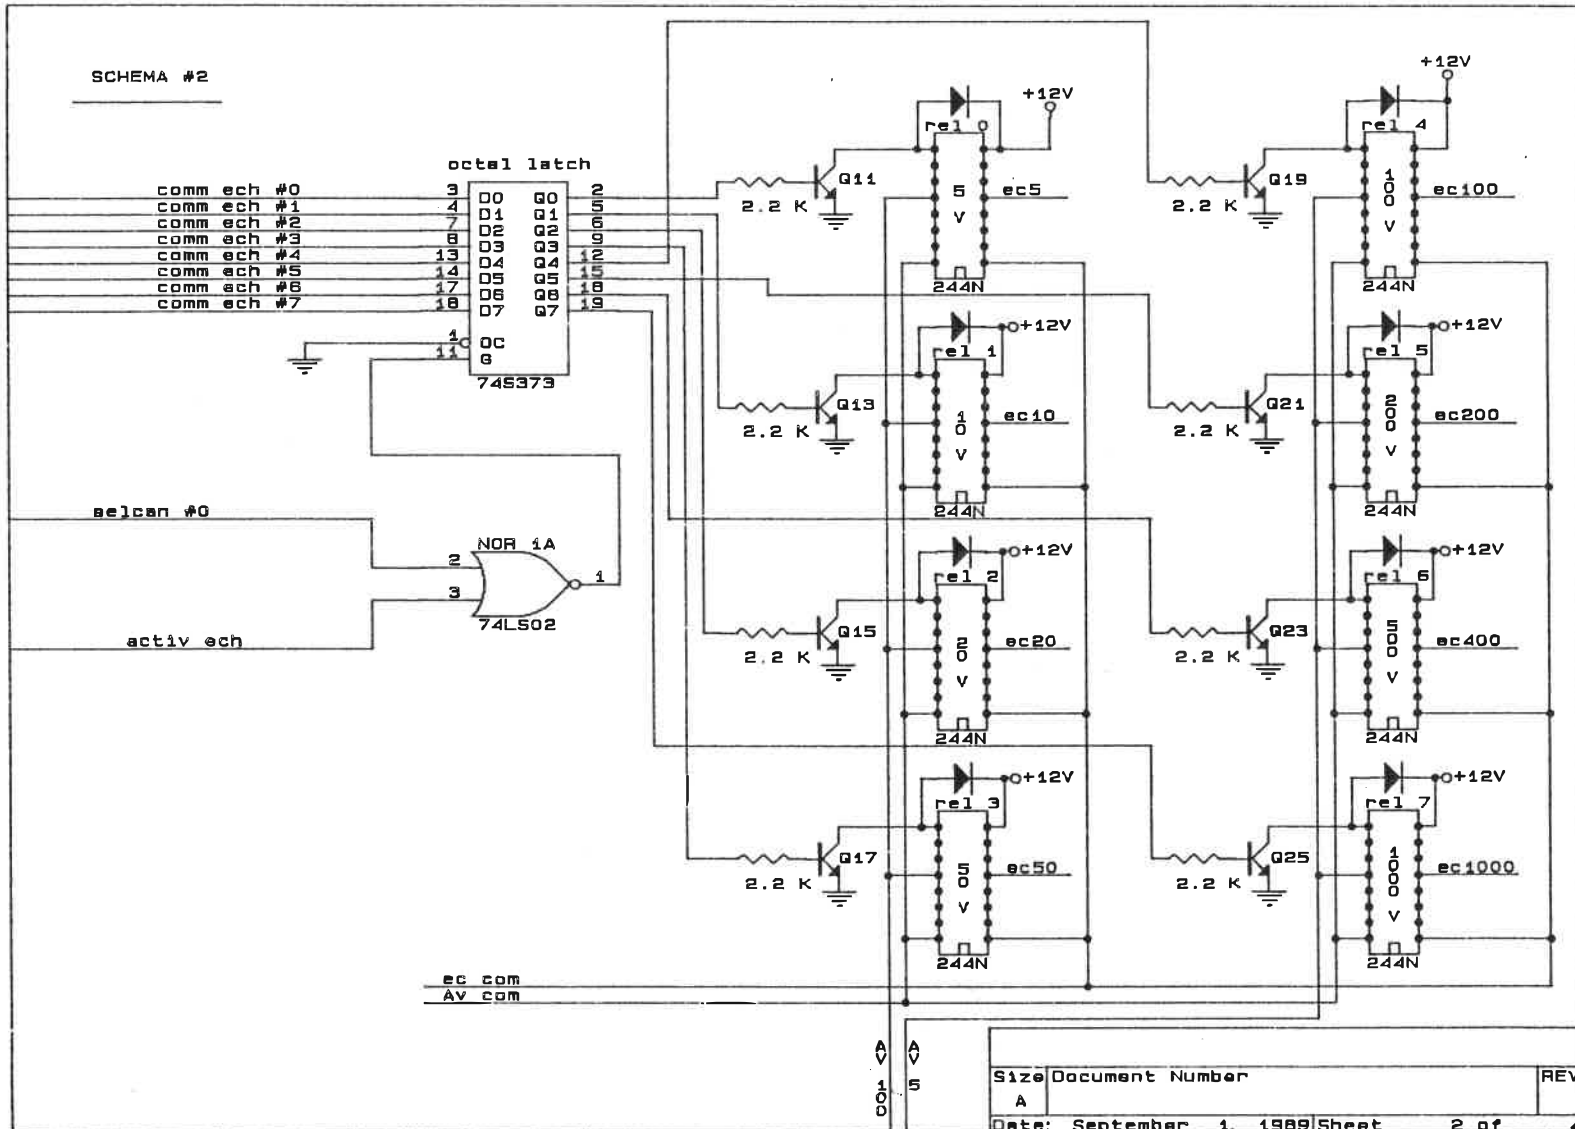 SCHEMA #2
octal latch
comm ech #0 3 D0 Q0 2
comm ech #1 4 D1 Q1 5
comm ech #2 7 D2 Q2 6
comm ech #3 8 D3 Q3 9
comm ech #4 13 D4 Q4 12
comm ech #5 14 D5 Q5 15
comm ech #6 17 D6 Q6 18
comm ech #7 18 D7 Q7 19
1 OC
11 G
74S373
selcan #0
NOR 1A
2
3
1
74LS02
activ ech
+12V
rel 0
Q11
2.2 K
5 V
ec5
244N
+12V
rel 1
Q13
2.2 K
10 V
ec10
244N
+12V
rel 2
Q15
2.2 K
20 V
ec20
244N
+12V
rel 3
Q17
2.2 K
50 V
ec50
244N
+12V
rel 4
Q19
2.2 K
100 V
ec100
244N
+12V
rel 5
Q21
2.2 K
200 V
ec200
244N
+12V
rel 6
Q23
2.2 K
500 V
ec400
244N
+12V
rel 7
Q25
2.2 K
1000 V
ec1000
244N
ec com
Av com
AV 100
AV 5
Size Document Number REV
A
Date: September 1, 1989 Sheet 2 of